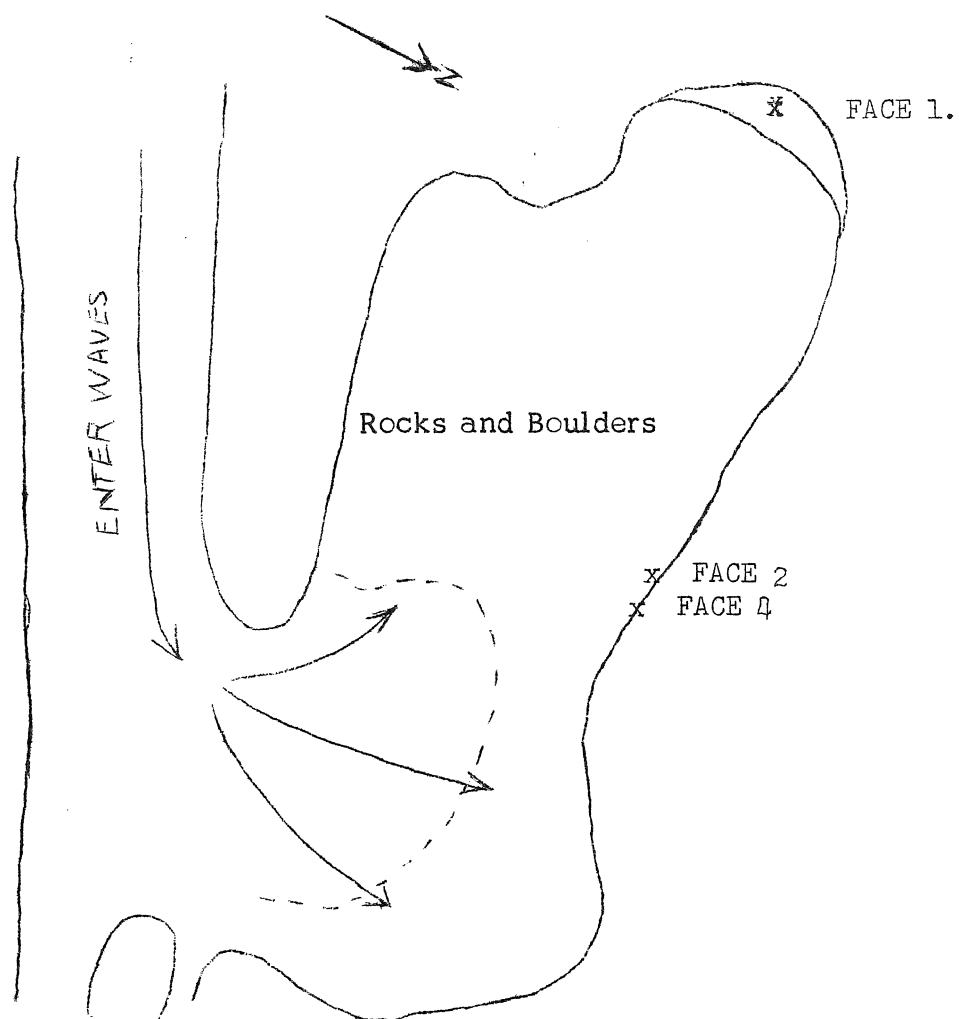 N
x FACE 1.
ENTER WAVES
Rocks and Boulders
x FACE 2
x FACE 4